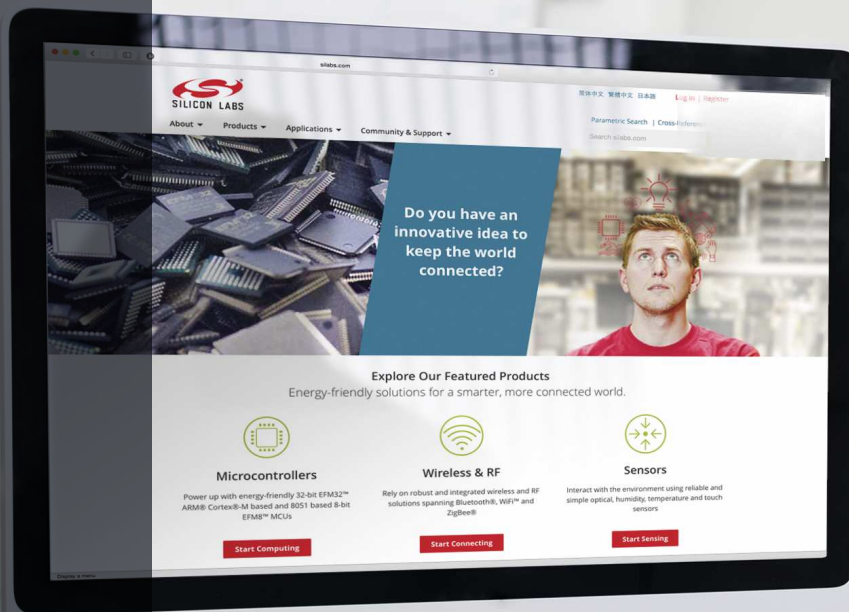 silabs.com
SILICON LABS
简体中文 繁體中文 日本語 Log In | Register
Parametric Search | Cross-Reference
Search silabs.com
About Products Applications Community & Support
Do you have an
innovative idea to
keep the world
connected?
Explore Our Featured Products
Energy-friendly solutions for a smarter, more connected world.
Microcontrollers
Power up with energy-friendly 32-bit EFM32™
ARM® Cortex®-M based and 8051 based 8-bit
EFM8™ MCUs
Start Computing
Wireless & RF
Rely on robust and integrated wireless and RF
solutions spanning Bluetooth®, WiFi™ and
ZigBee®
Start Connecting
Sensors
Interact with the environment using reliable and
simple optical, humidity, temperature and touch
sensors
Start Sensing
Display a menu